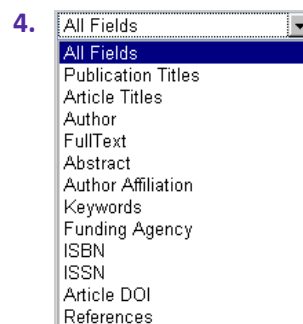 4. All Fields
All Fields
Publication Titles
Article Titles
Author
FullText
Abstract
Author Affiliation
Keywords
Funding Agency
ISBN
ISSN
Article DOI
References